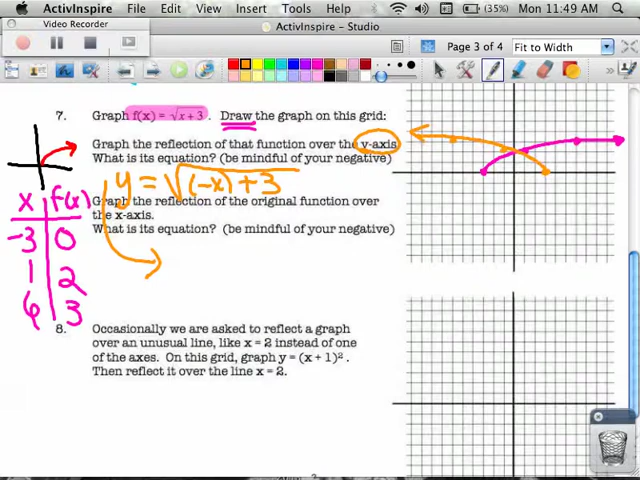 ActivInspire File Edit View Insert Tools Help (35%) Mon 11:49 AM
Video Recorder
ActivInspire - Studio
Page 3 of 4 Fit to Width
7. Graph f(x) = √x + 3 . Draw the graph on this grid:
Graph the reflection of that function over the y-axis
What is its equation? (be mindful of your negative)
y = √(-x) + 3
Graph the reflection of the original function over
the x-axis.
What is its equation? (be mindful of your negative)
x f(x)
-3 0
1 2
6 3
8. Occasionally we are asked to reflect a graph
over an unusual line, like x = 2 instead of one
of the axes. On this grid, graph y = (x + 1)².
Then reflect it over the line x = 2.